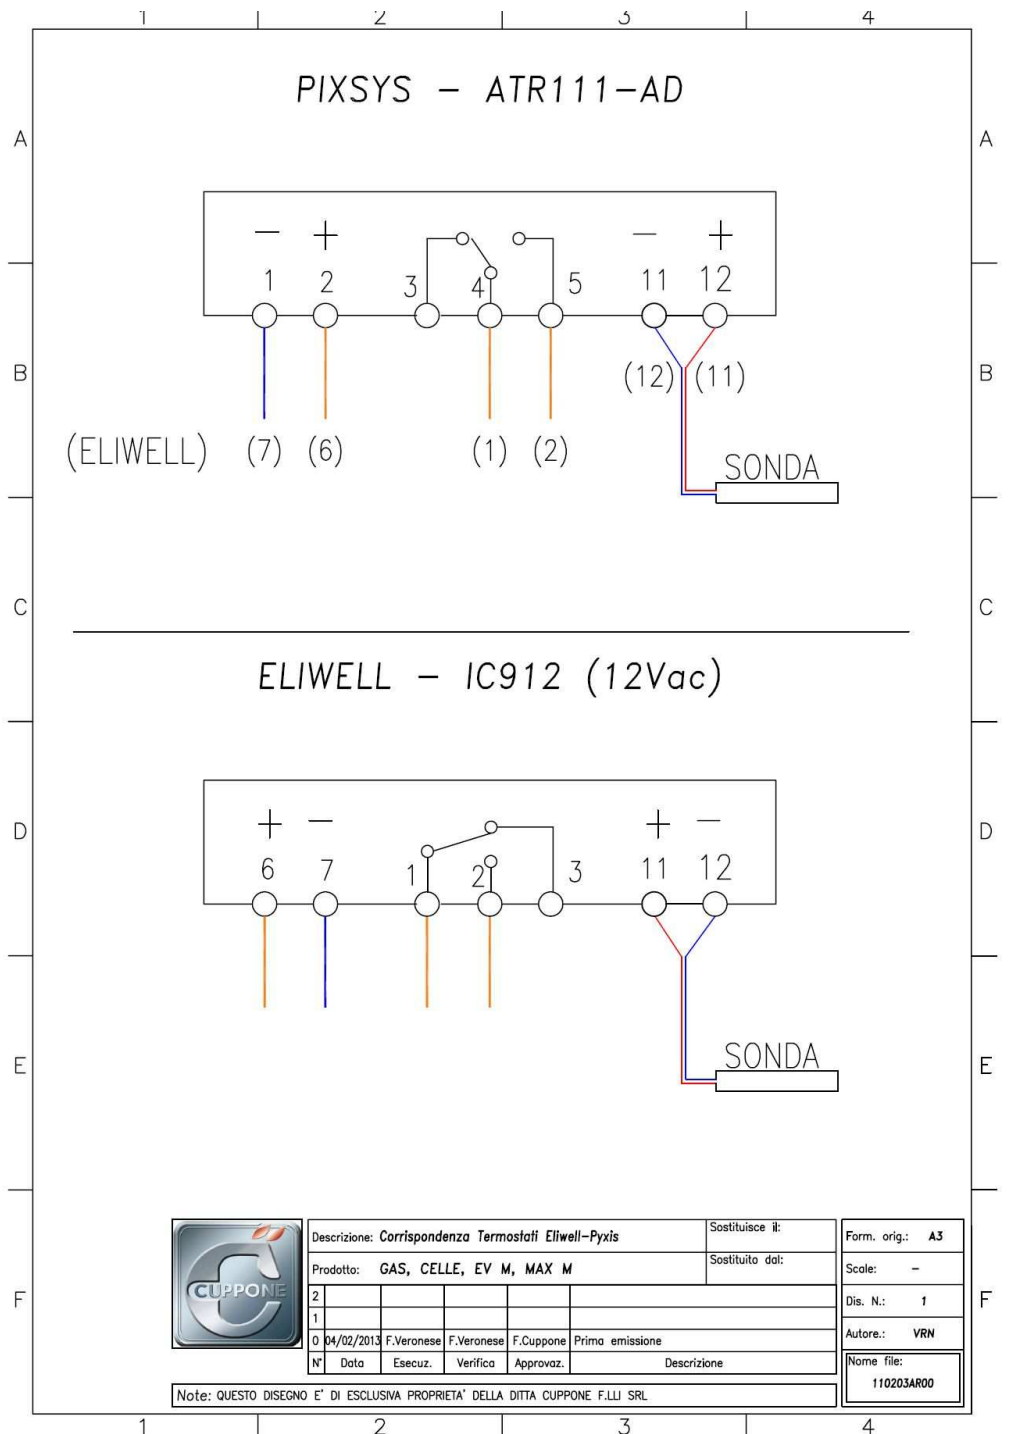 1 2 3 4
PIXSYS - ATR111-AD
A A
- + - +
1 2 3 4 5 11 12
B B
(12) (11)
(ELIWELL) (7) (6) (1) (2)
SONDA
C C
ELIWELL - IC912 (12Vac)
D D
+ - + -
6 7 1 2 3 11 12
E E
SONDA
F F
CUPPONE
Descrizione: Corrispondenza Termostati Eliwell-Pyxis
Sostituisce il:
Prodotto: GAS, CELLE, EV M, MAX M
Sostituito dal:
2
1
0 04/02/2013 F.Veronese F.Veronese F.Cuppone Prima emissione
N° Data Esecuz. Verifica Approvaz. Descrizione
Form. orig.: A3
Scale: -
Dis. N.: 1
Autore.: VRN
Nome file:
110203AR00
Note: QUESTO DISEGNO E' DI ESCLUSIVA PROPRIETA' DELLA DITTA CUPPONE F.LLI SRL
1 2 3 4